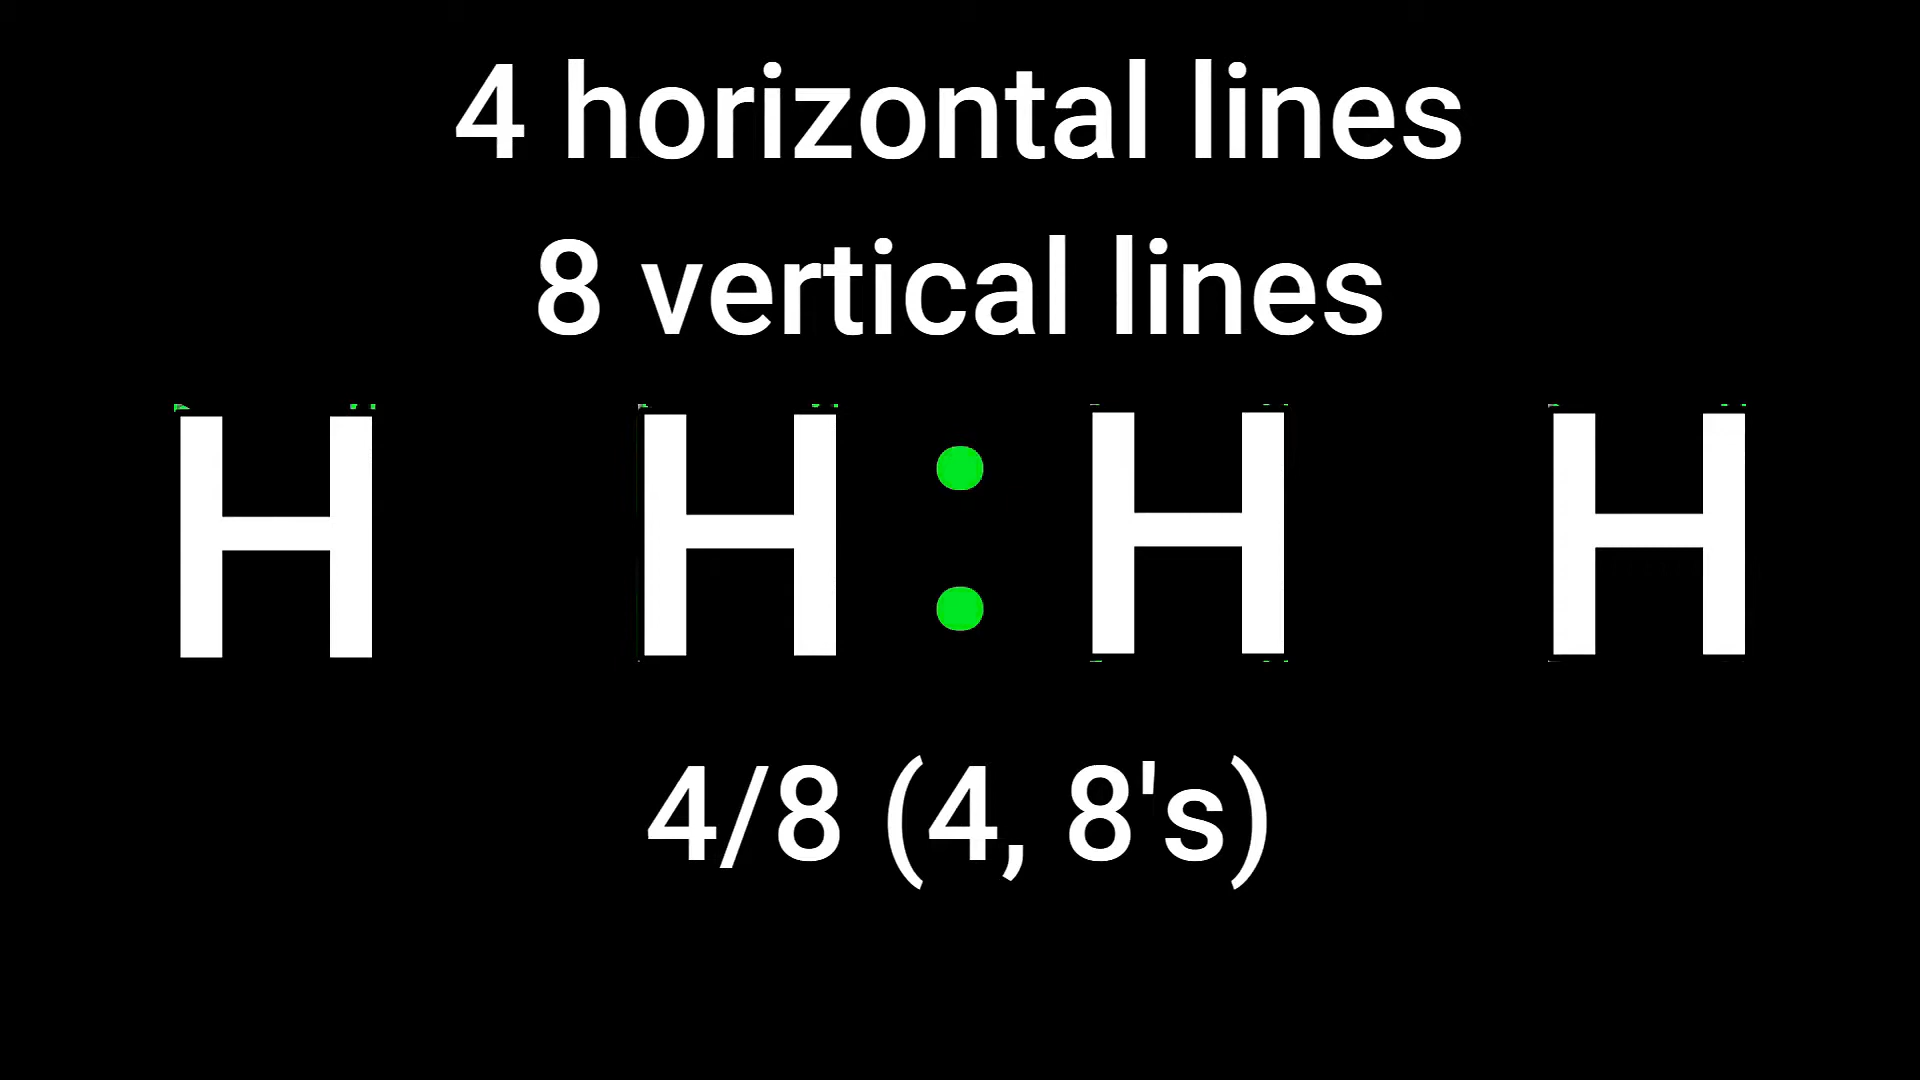 4 horizontal lines
8 vertical lines
H H : H H
4/8 (4, 8's)